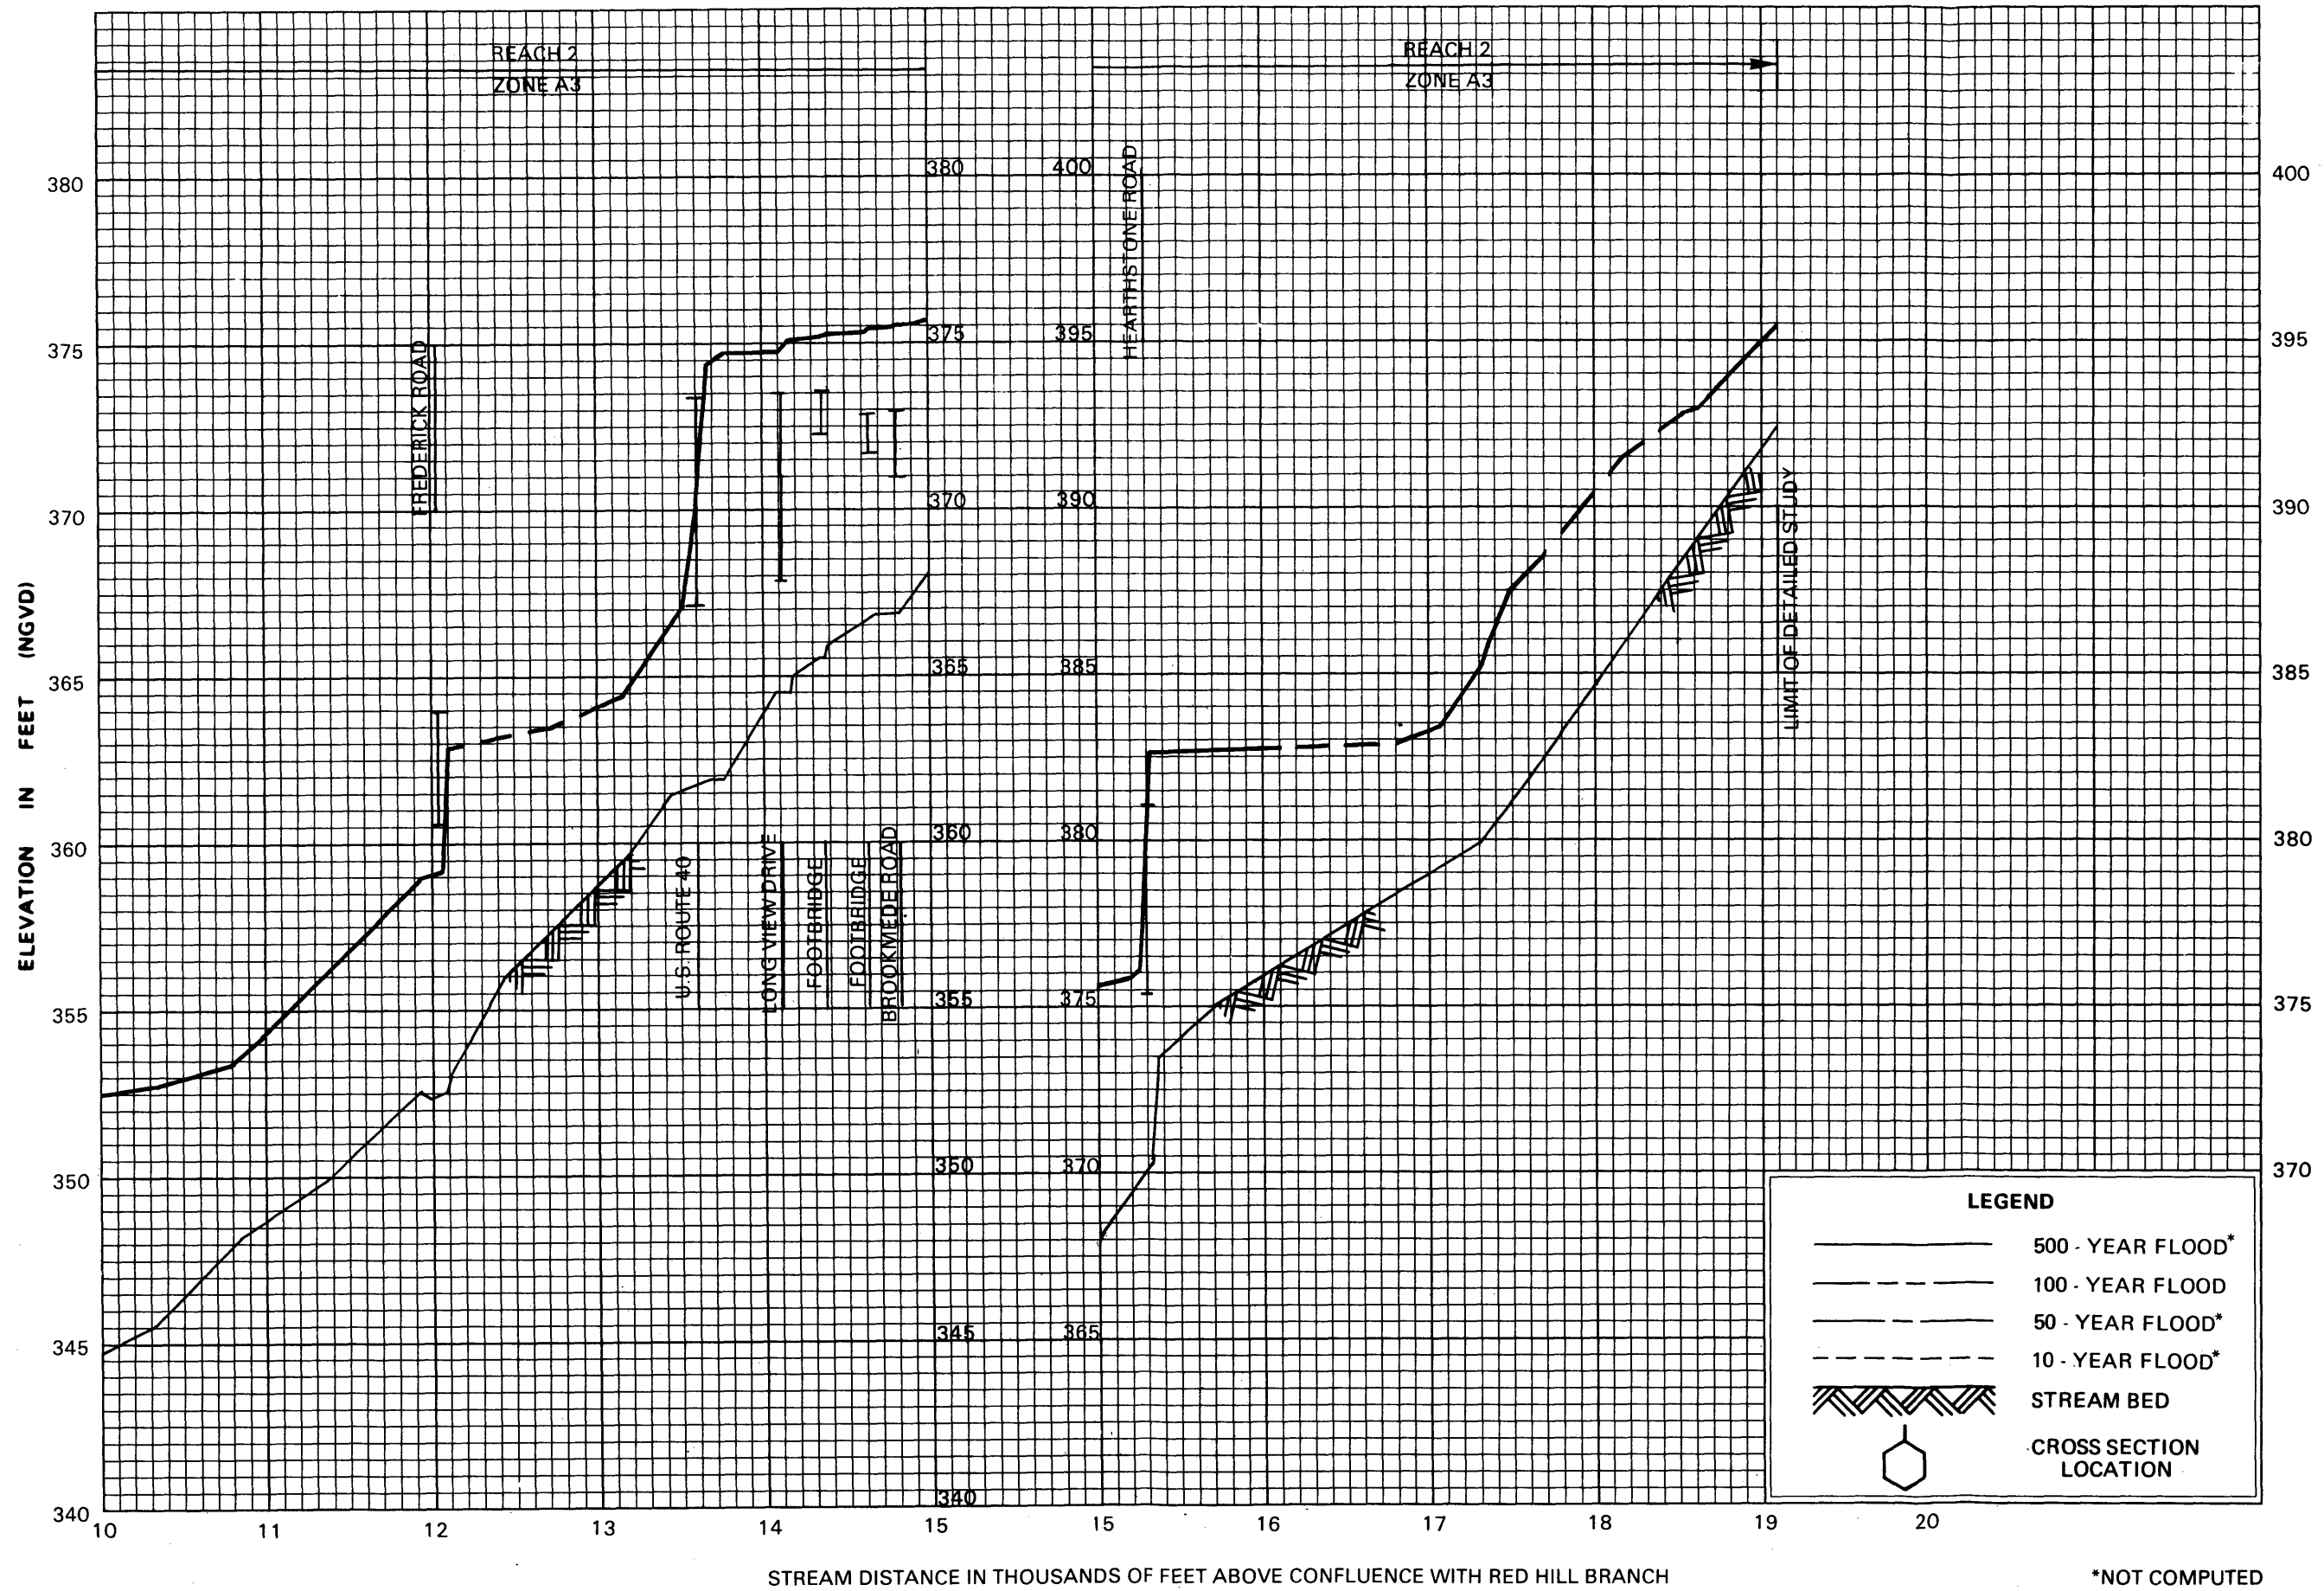 REACH 2
ZONE A3
REACH 2
ZONE A3
380
375
370
365
360
355
350
345
340
ELEVATION IN FEET (NGVD)
380
375
370
365
360
355
350
345
340
400
395
390
385
380
375
370
365
400
395
390
385
380
375
370
FREDERICK ROAD
U.S. ROUTE 40
LONG VIEW DRIVE
FOOTBRIDGE
FOOTBRIDGE
BROOKMEDE ROAD
HEARTHSTONE ROAD
LIMIT OF DETAILED STUDY
LEGEND
500 - YEAR FLOOD*
100 - YEAR FLOOD
50 - YEAR FLOOD*
10 - YEAR FLOOD*
STREAM BED
CROSS SECTION
LOCATION
10 11 12 13 14 15 15 16 17 18 19 20
STREAM DISTANCE IN THOUSANDS OF FEET ABOVE CONFLUENCE WITH RED HILL BRANCH
*NOT COMPUTED